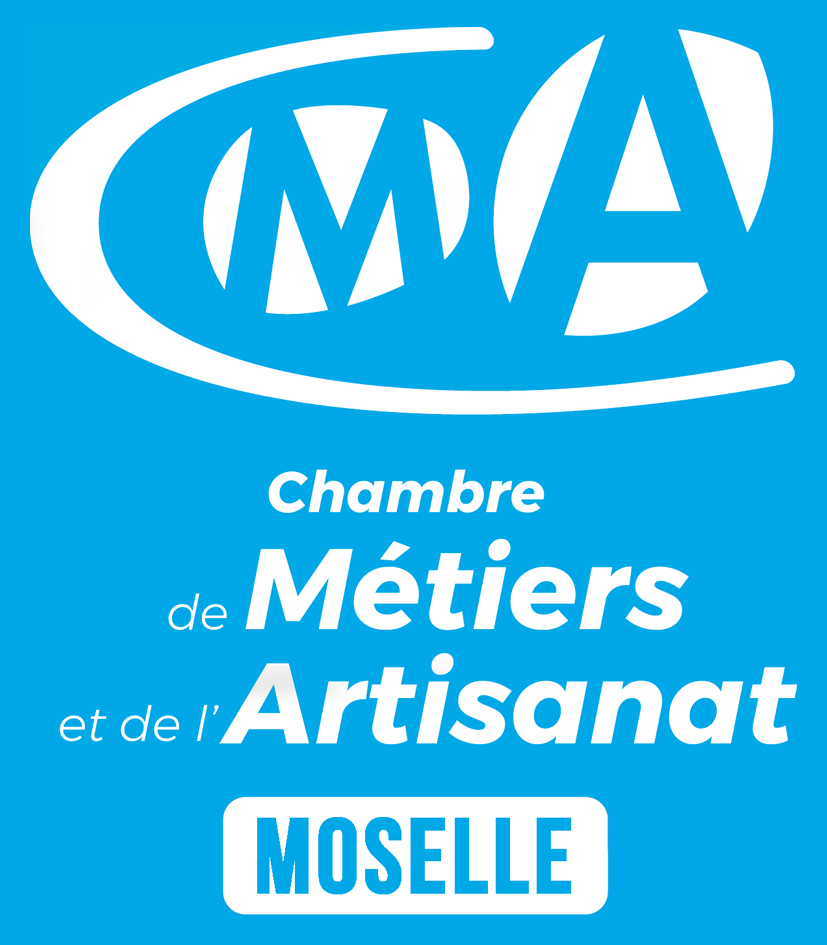 CMA
Chambre
de Métiers
et de l’Artisanat
MOSELLE